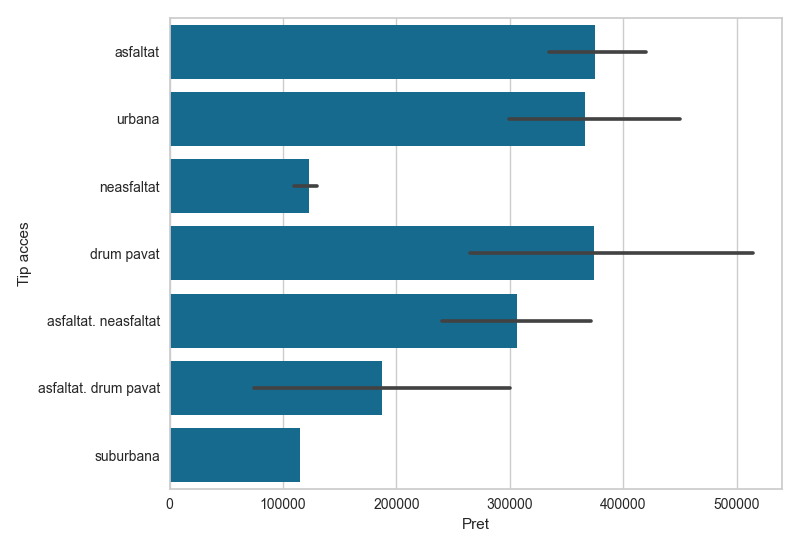 asfaltat
urbana
neasfaltat
drum pavat
asfaltat. neasfaltat
asfaltat. drum pavat
suburbana
Tip acces
0 100000 200000 300000 400000 500000
Pret